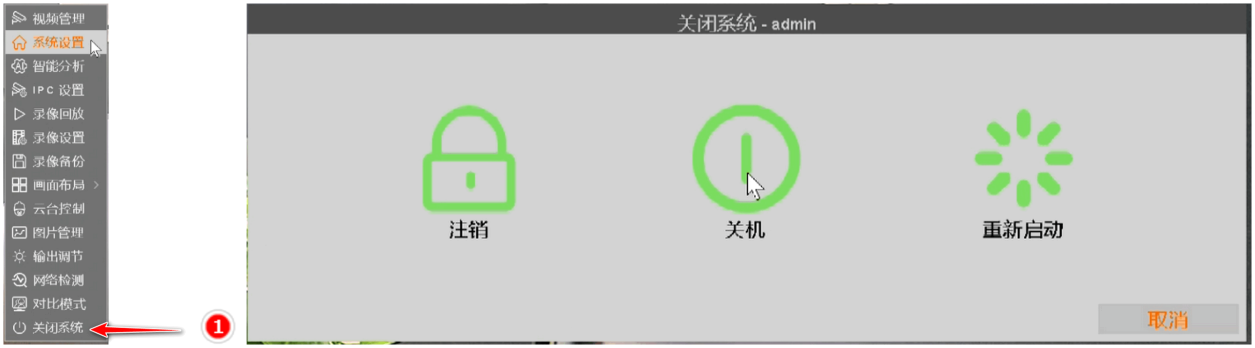 视频管理
系统设置
智能分析
IPC 设置
录像回放
录像设置
录像备份
画面布局
云台控制
图片管理
输出调节
网络检测
对比模式
关闭系统
1
关闭系统 - admin
注销
关机
重新启动
取消